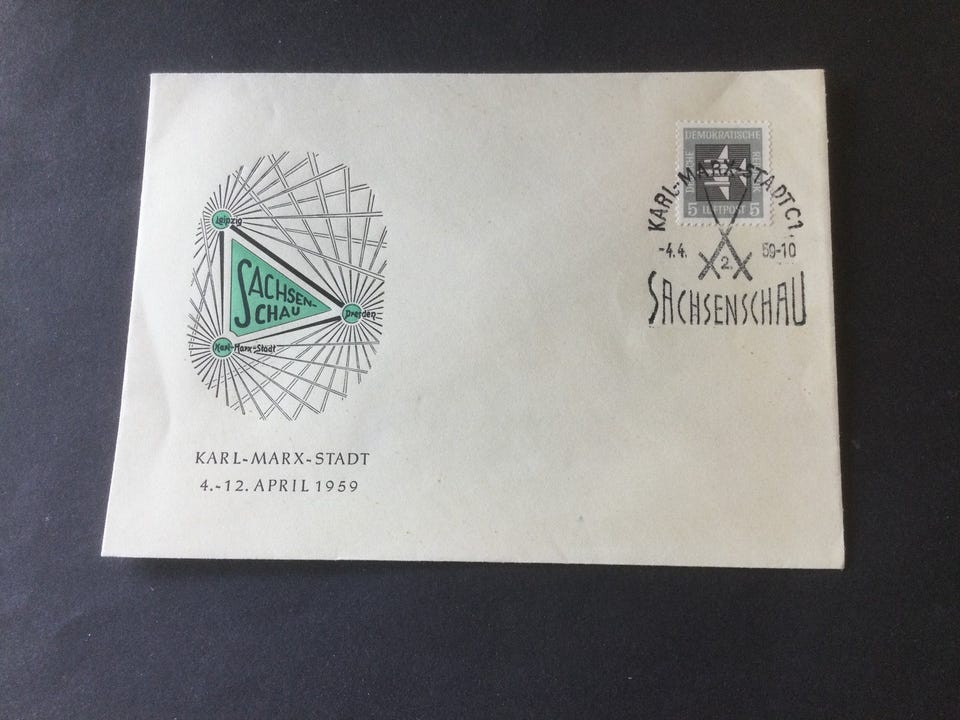 Leipzig
SACHSEN-
SCHAU
Dresden
Karl-Marx-Stadt
KARL-MARX-STADT
4.-12. APRIL 1959
DEMOKRATISCHE
5 LUFTPOST 5
KARL-MARX-STADT C1
-4.4. 59-10
2.
SACHSENSCHAU